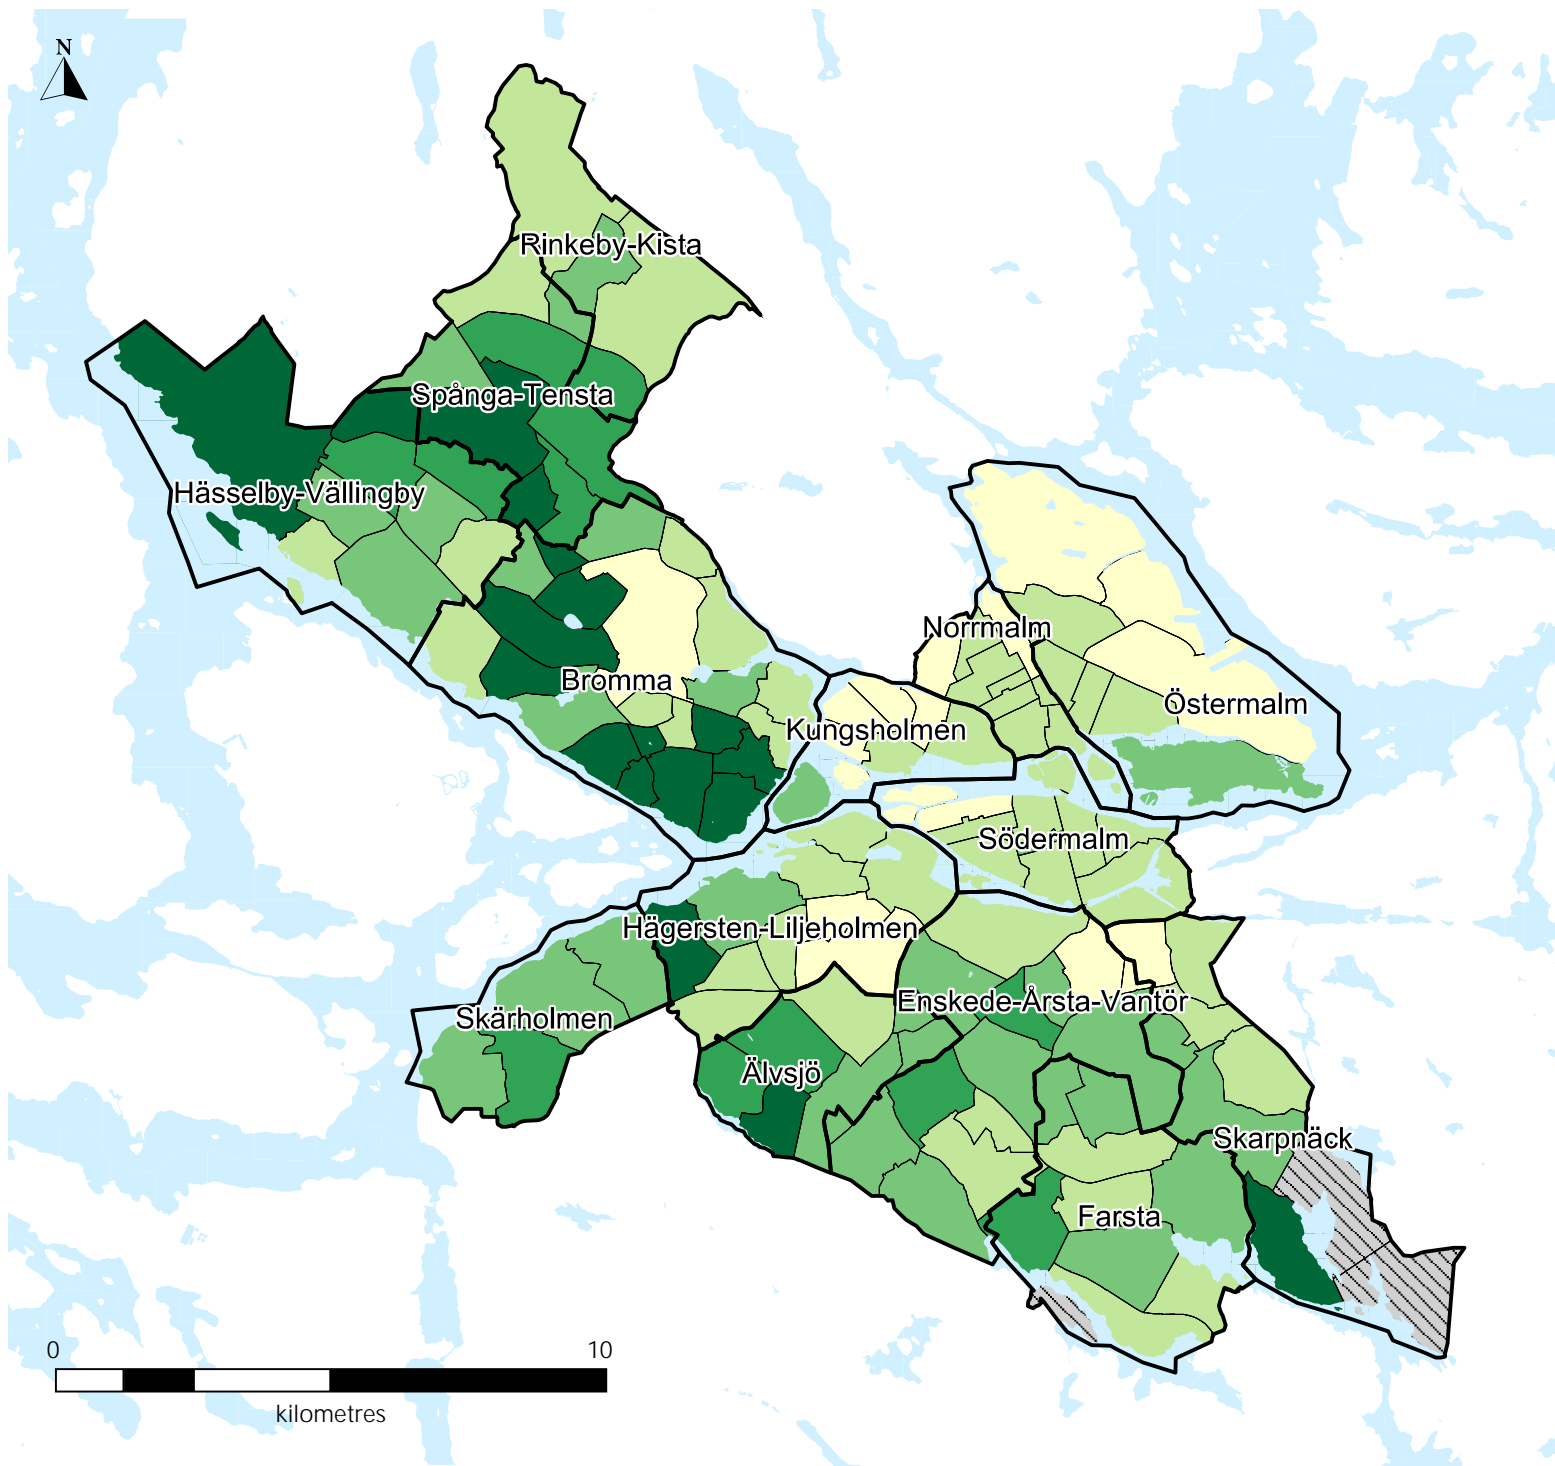 N
Rinkeby-Kista
Spånga-Tensta
Hässelby-Vällingby
Norrmalm
Bromma
Östermalm
Kungsholmen
Södermalm
Hägersten-Liljeholmen
Enskede-Årsta-Vantör
Skärholmen
Älvsjö
Skarpnäck
Farsta
0 10
kilometres